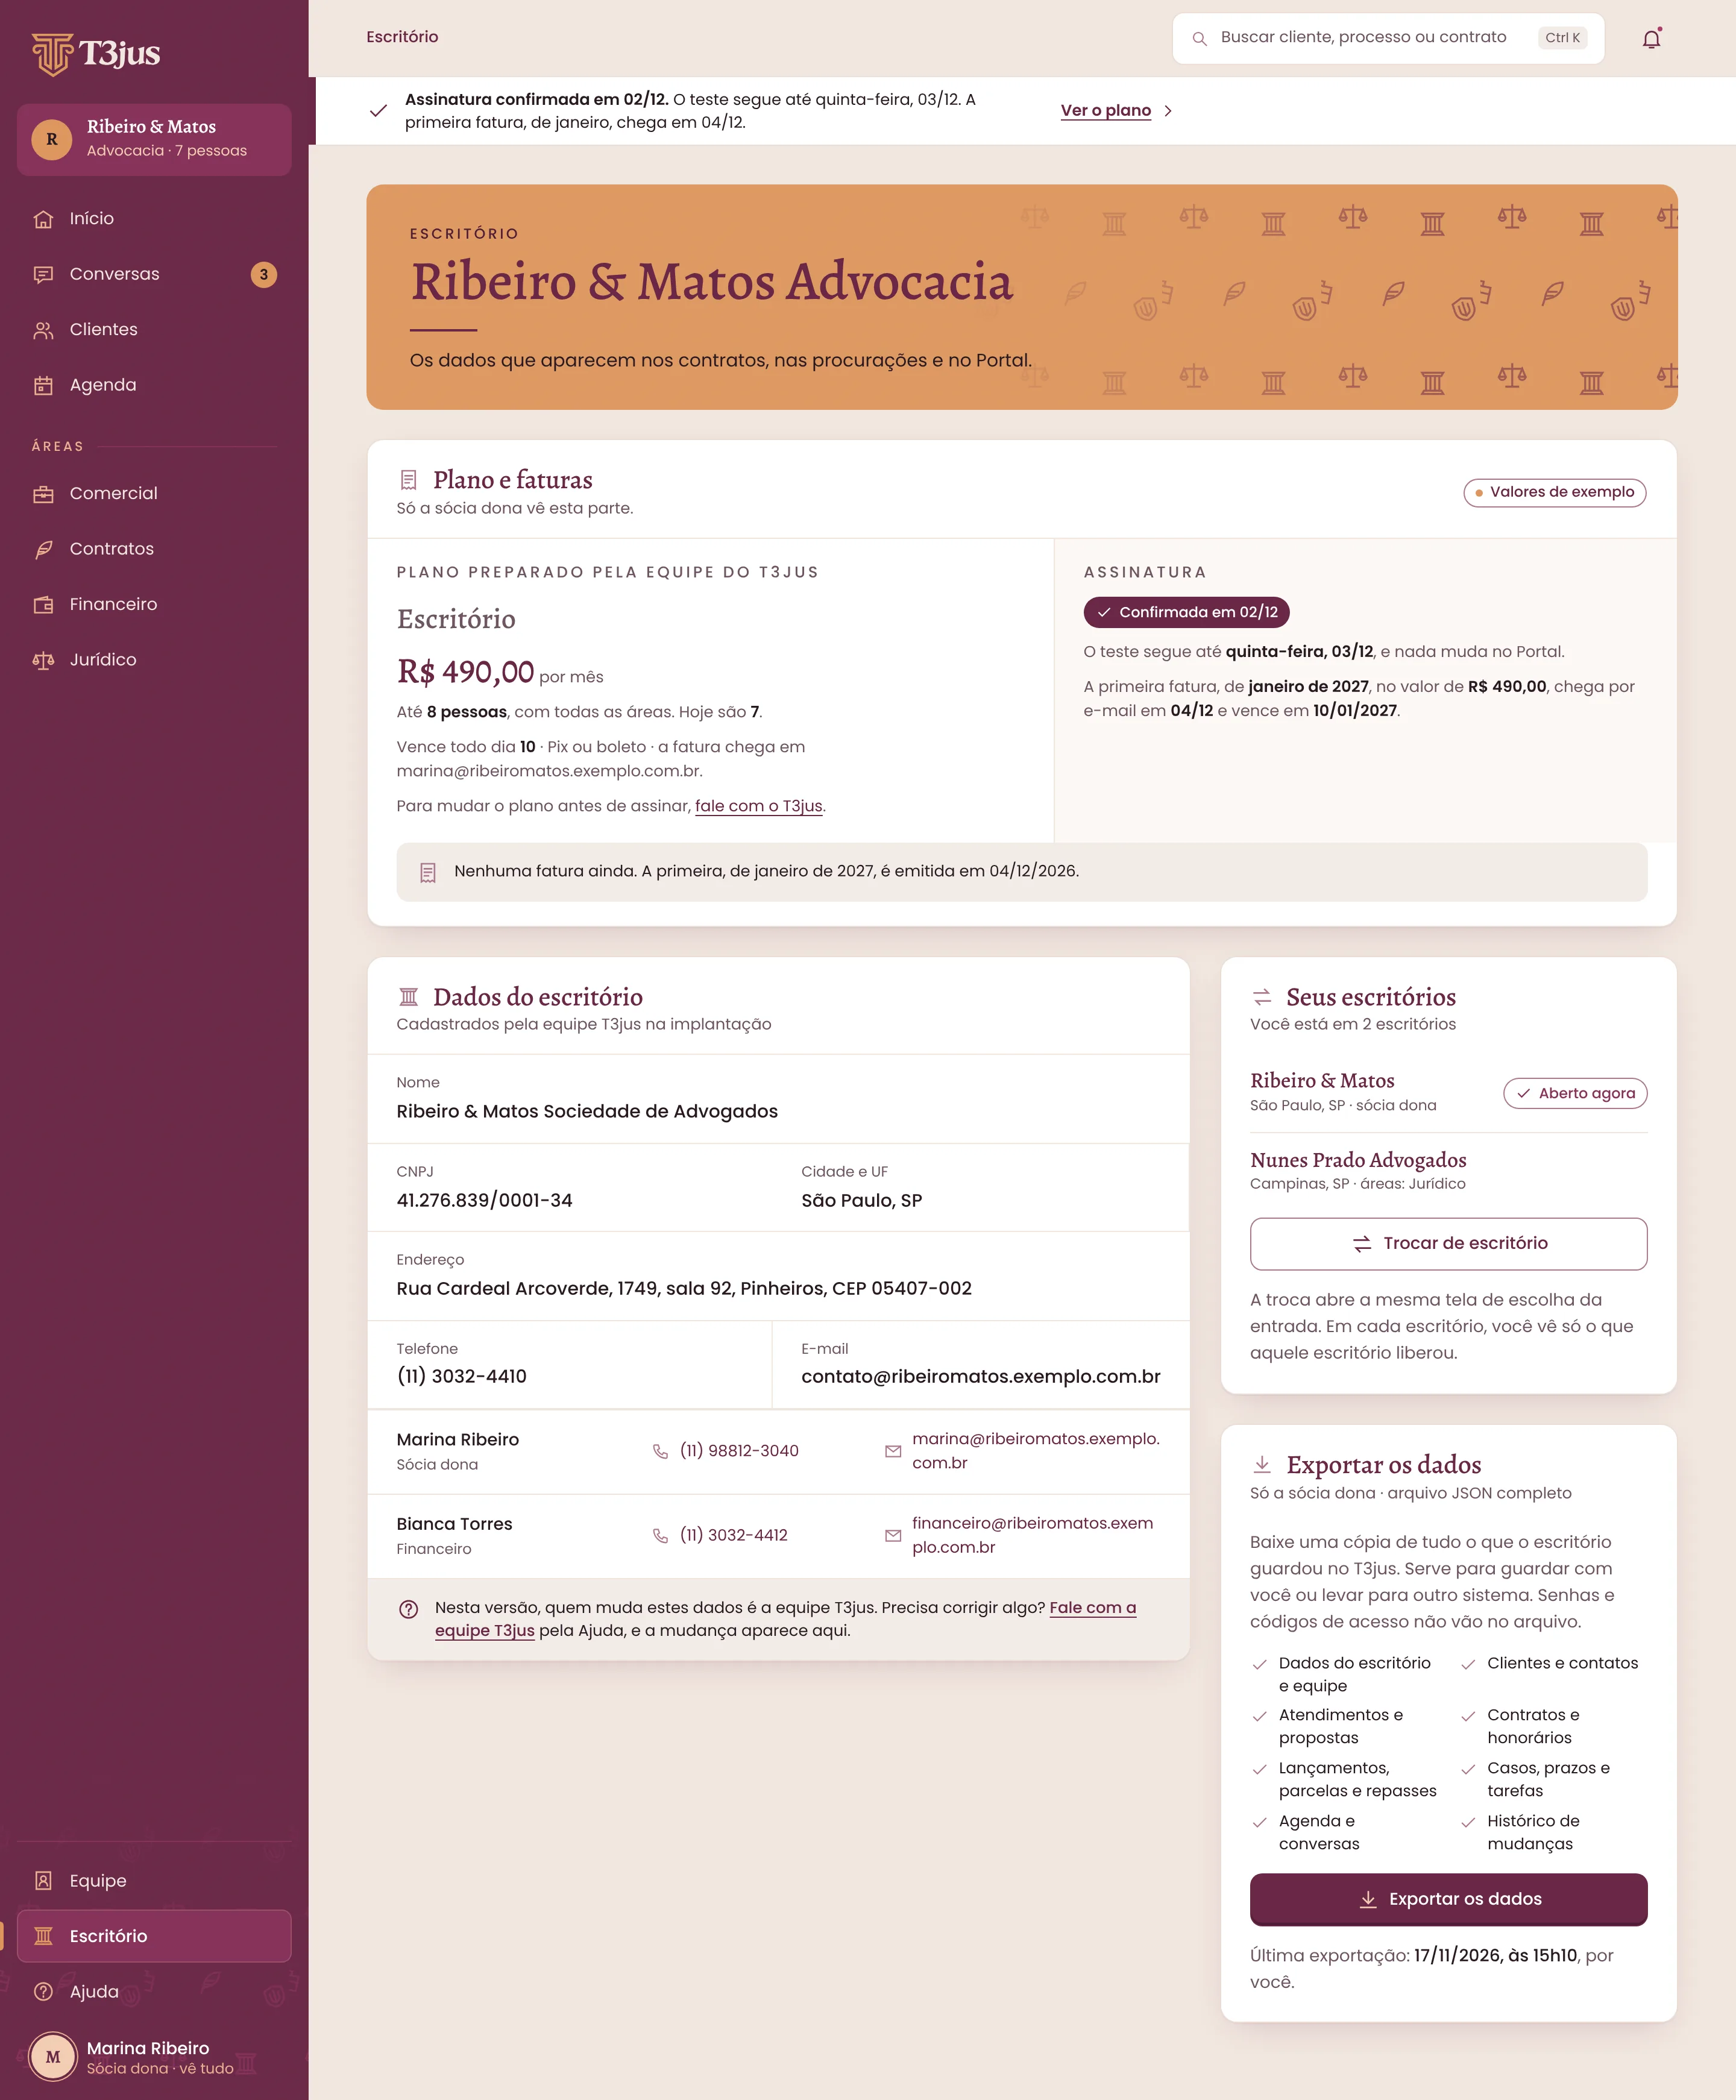 T3jus
R
Ribeiro & Matos
Advocacia · 7 pessoas
Início
Conversas
3
Clientes
Agenda
ÁREAS
Comercial
Contratos
Financeiro
Jurídico
Equipe
Escritório
Ajuda
M
Marina Ribeiro
Sócia dona · vê tudo
Escritório
Buscar cliente, processo ou contrato
Ctrl K
Assinatura confirmada em 02/12. O teste segue até quinta-feira, 03/12. A
primeira fatura, de janeiro, chega em 04/12.
Ver o plano
ESCRITÓRIO
Ribeiro & Matos Advocacia
Os dados que aparecem nos contratos, nas procurações e no Portal.
Plano e faturas
Só a sócia dona vê esta parte.
Valores de exemplo
PLANO PREPARADO PELA EQUIPE DO T3JUS
Escritório
R$ 490,00 por mês
Até 8 pessoas, com todas as áreas. Hoje são 7.
Vence todo dia 10 · Pix ou boleto · a fatura chega em
marina@ribeiromatos.exemplo.com.br.
Para mudar o plano antes de assinar, fale com o T3jus.
ASSINATURA
Confirmada em 02/12
O teste segue até quinta-feira, 03/12, e nada muda no Portal.
A primeira fatura, de janeiro de 2027, no valor de R$ 490,00, chega por
e-mail em 04/12 e vence em 10/01/2027.
Nenhuma fatura ainda. A primeira, de janeiro de 2027, é emitida em 04/12/2026.
Dados do escritório
Cadastrados pela equipe T3jus na implantação
Nome
Ribeiro & Matos Sociedade de Advogados
CNPJ
41.276.839/0001-34
Cidade e UF
São Paulo, SP
Endereço
Rua Cardeal Arcoverde, 1749, sala 92, Pinheiros, CEP 05407-002
Telefone
(11) 3032-4410
E-mail
contato@ribeiromatos.exemplo.com.br
Marina Ribeiro
Sócia dona
(11) 98812-3040
marina@ribeiromatos.exemplo.
com.br
Bianca Torres
Financeiro
(11) 3032-4412
financeiro@ribeiromatos.exem
plo.com.br
Nesta versão, quem muda estes dados é a equipe T3jus. Precisa corrigir algo? Fale com a
equipe T3jus pela Ajuda, e a mudança aparece aqui.
Seus escritórios
Você está em 2 escritórios
Ribeiro & Matos
São Paulo, SP · sócia dona
Aberto agora
Nunes Prado Advogados
Campinas, SP · áreas: Jurídico
Trocar de escritório
A troca abre a mesma tela de escolha da
entrada. Em cada escritório, você vê só o que
aquele escritório liberou.
Exportar os dados
Só a sócia dona · arquivo JSON completo
Baixe uma cópia de tudo o que o escritório
guardou no T3jus. Serve para guardar com
você ou levar para outro sistema. Senhas e
códigos de acesso não vão no arquivo.
Dados do escritório
e equipe
Clientes e contatos
Atendimentos e
propostas
Contratos e
honorários
Lançamentos,
parcelas e repasses
Casos, prazos e
tarefas
Agenda e
conversas
Histórico de
mudanças
Exportar os dados
Última exportação: 17/11/2026, às 15h10, por
você.